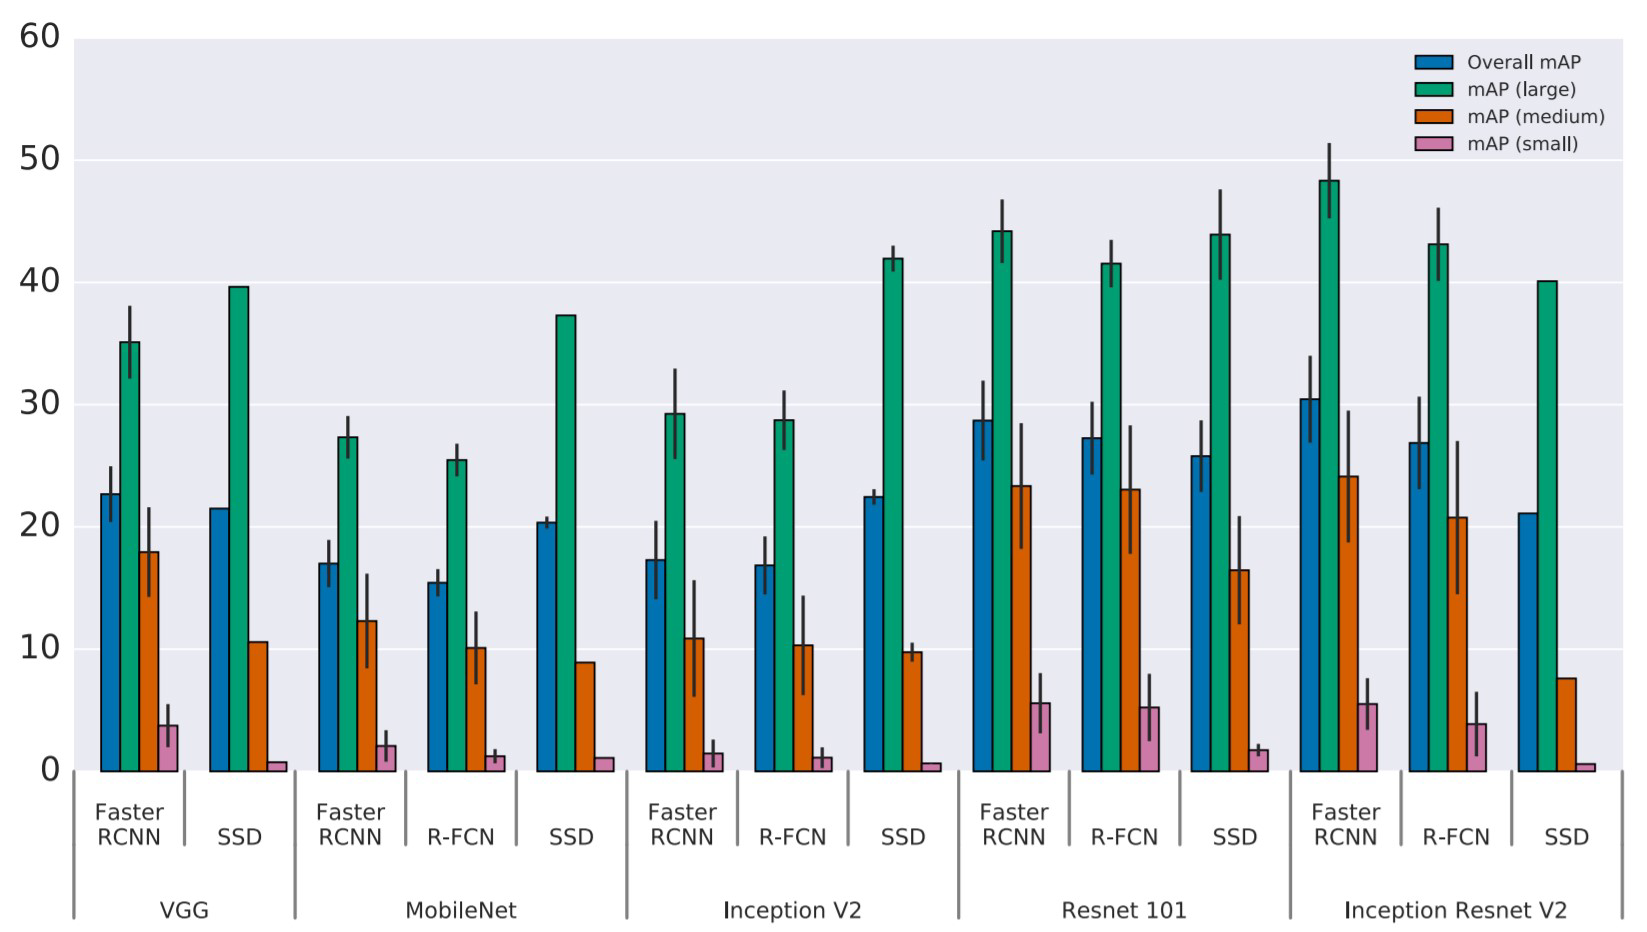 60
50
40
30
20
10
0
Overall mAP
mAP (large)
mAP (medium)
mAP (small)
Faster
RCNN
SSD
Faster
RCNN
R-FCN
SSD
Faster
RCNN
R-FCN
SSD
Faster
RCNN
R-FCN
SSD
Faster
RCNN
R-FCN
SSD
VGG
MobileNet
Inception V2
Resnet 101
Inception Resnet V2